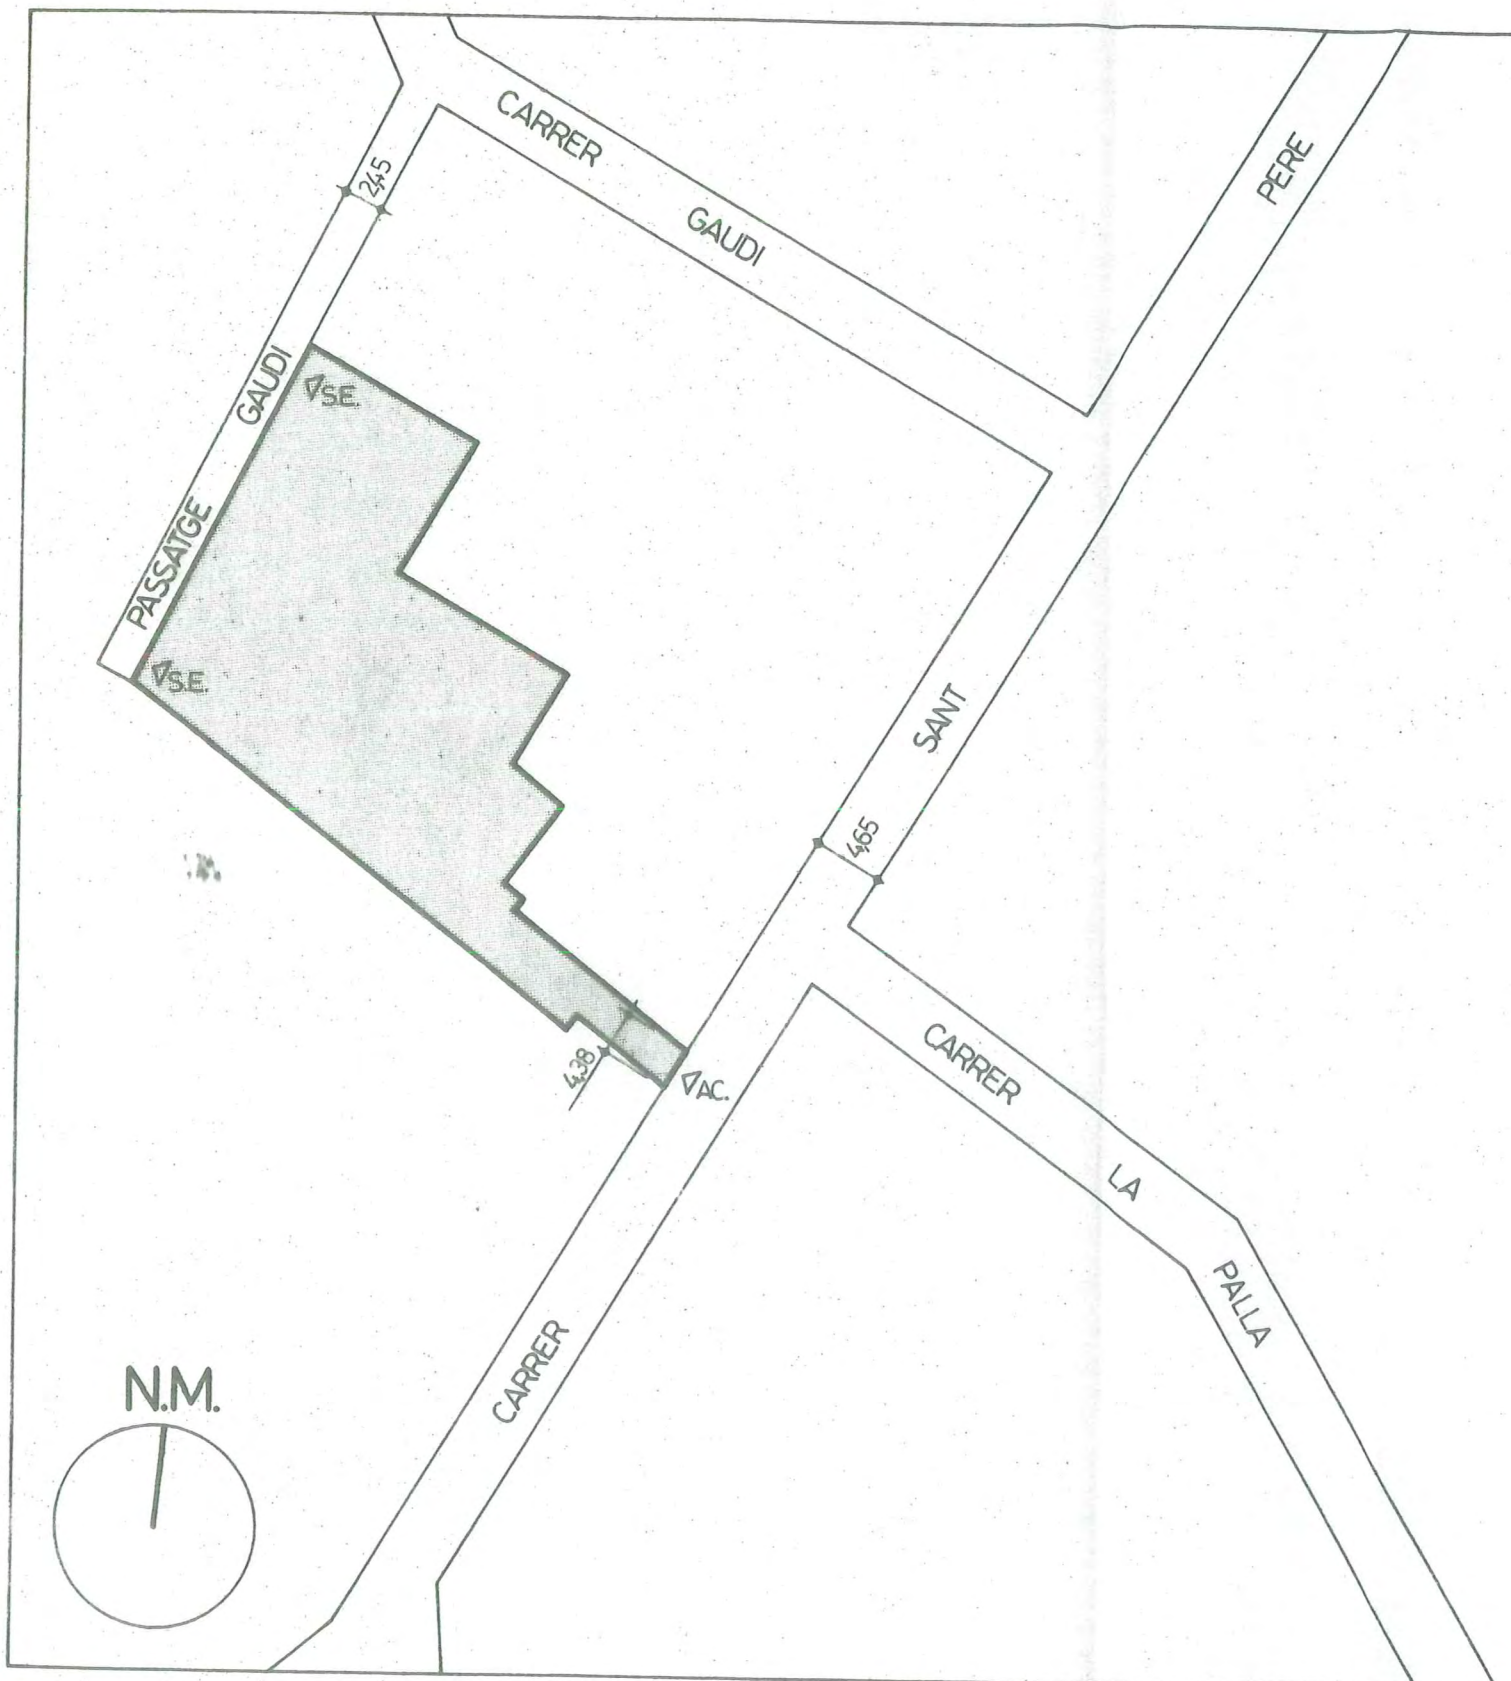 CARRER
GAUDI
PERE
2,45
GAUDI
PASSATGE
S.E.
S.E.
SANT
4,65
4,38
AC.
CARRER
LA
PALLA
CARRER
N.M.